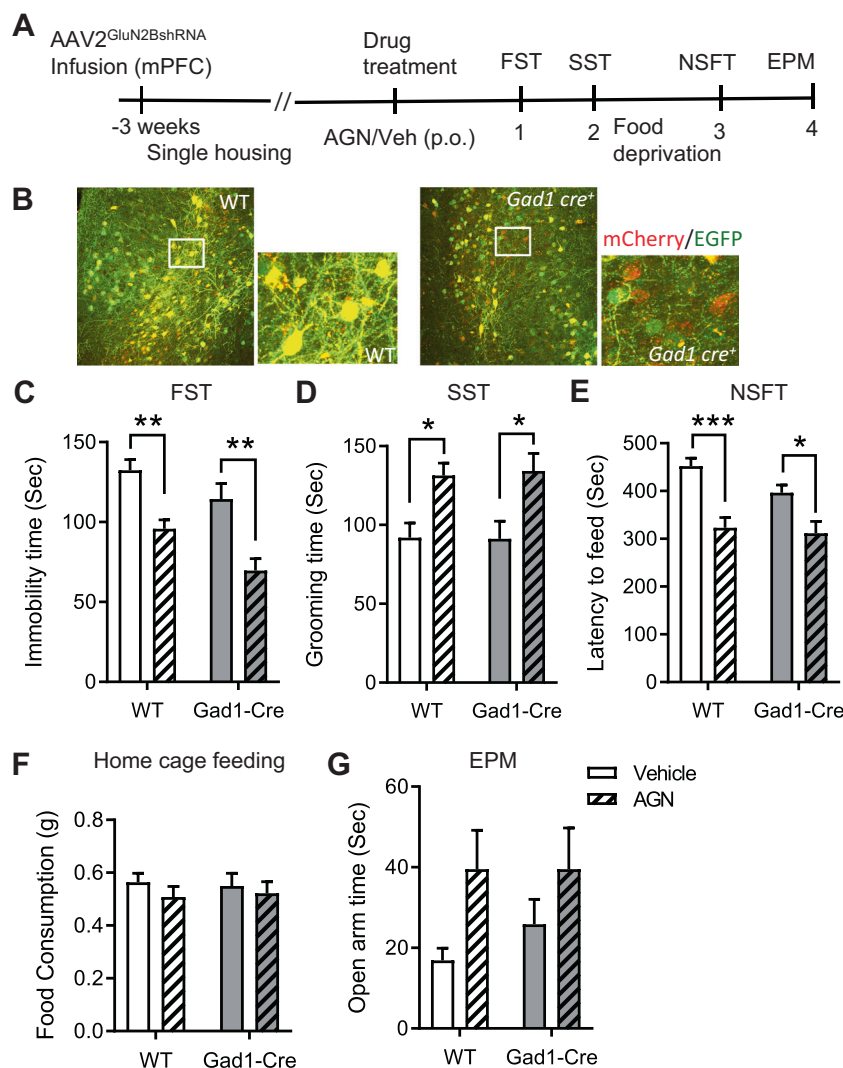 A
AAV2GluN2BshRNA
Infusion (mPFC)
Drug
treatment
FST
SST
NSFT
EPM
//
-3 weeks
Single housing
AGN/Veh (p.o.)
1
2
Food
deprivation
3
4
B
WT
WT
Gad1 cre+
mCherry/EGFP
Gad1 cre+
C
FST
**
**
Immobility time (Sec)
150
100
50
0
WT
Gad1-Cre
D
SST
*
*
Grooming time (Sec)
150
100
50
0
WT
Gad1-Cre
E
NSFT
***
*
Latency to feed (Sec)
500
400
300
200
100
0
WT
Gad1-Cre
F
Home cage feeding
Food Consumption (g)
0.8
0.6
0.4
0.2
0.0
WT
Gad1-Cre
G
EPM
Open arm time (Sec)
60
40
20
0
WT
Gad1-Cre
Vehicle
AGN